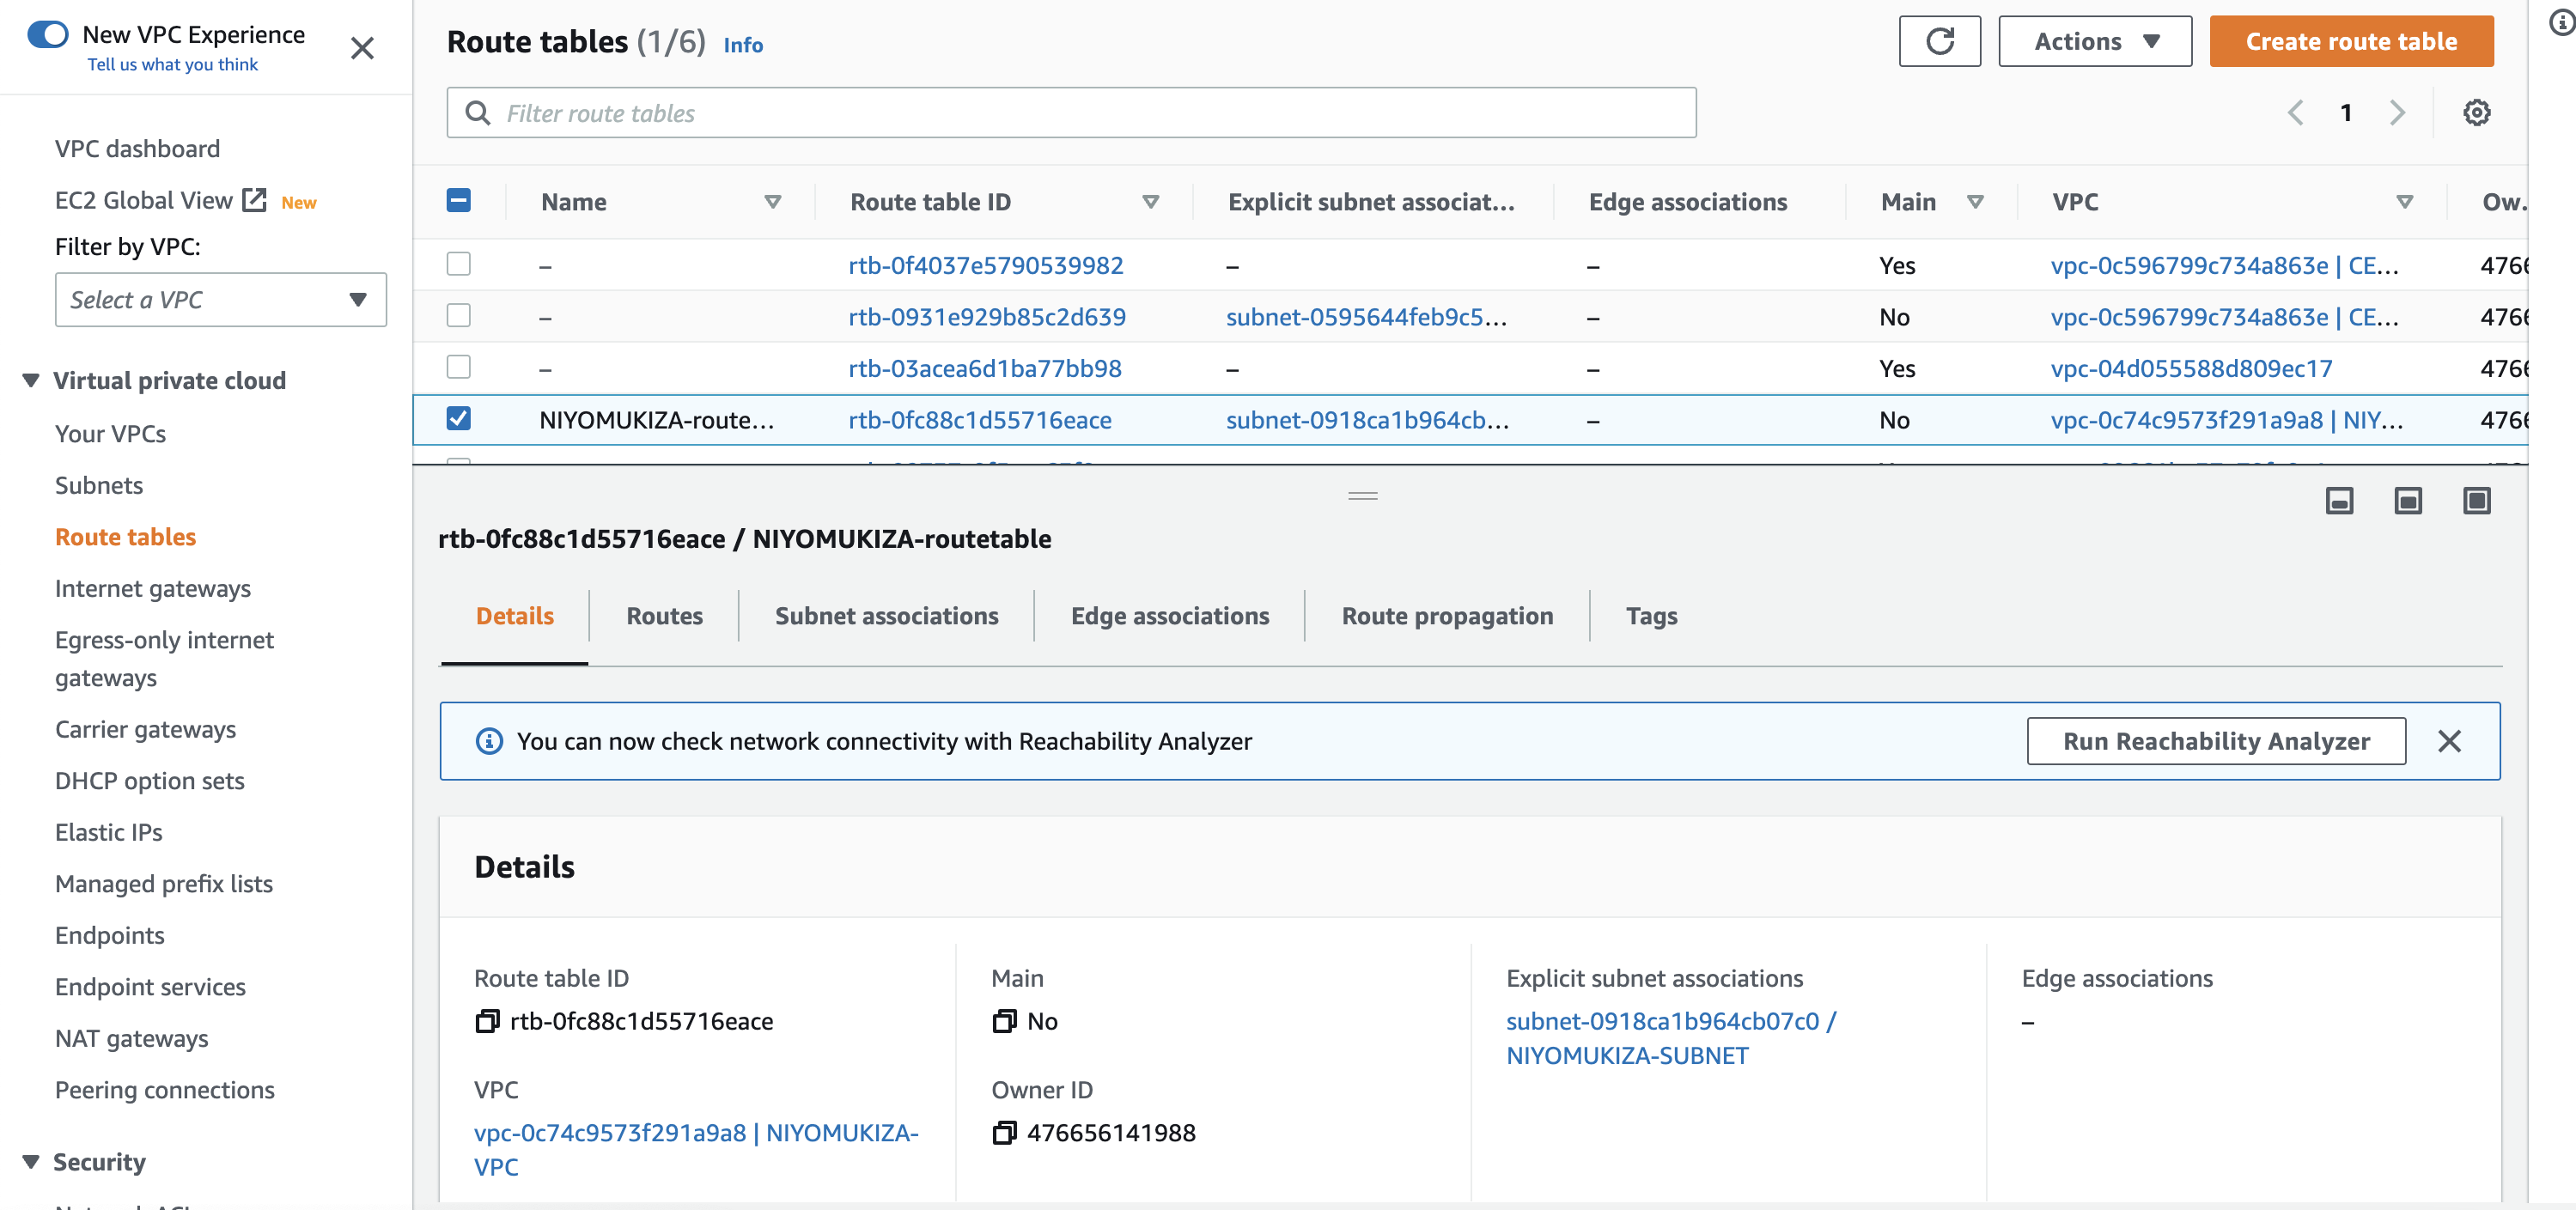 New VPC Experience
Tell us what you think
VPC dashboard
EC2 Global View New
Filter by VPC:
Select a VPC
Virtual private cloud
Your VPCs
Subnets
Route tables
Internet gateways
Egress-only internet
gateways
Carrier gateways
DHCP option sets
Elastic IPs
Managed prefix lists
Endpoints
Endpoint services
NAT gateways
Peering connections
Security
Route tables (1/6) Info
Actions
Create route table
Filter route tables
1
Name Route table ID Explicit subnet associat... Edge associations Main VPC Ow.
– rtb-0f4037e5790539982 – – Yes vpc-0c596799c734a863e | CE... 476
– rtb-0931e929b85c2d639 subnet-0595644feb9c5... – No vpc-0c596799c734a863e | CE... 476
– rtb-03acea6d1ba77bb98 – – Yes vpc-04d055588d809ec17 476
NIYOMUKIZA-route... rtb-0fc88c1d55716eace subnet-0918ca1b964cb... – No vpc-0c74c9573f291a9a8 | NIY... 476
rtb-0fc88c1d55716eace / NIYOMUKIZA-routetable
Details Routes Subnet associations Edge associations Route propagation Tags
You can now check network connectivity with Reachability Analyzer
Run Reachability Analyzer
Details
Route table ID
rtb-0fc88c1d55716eace
Main
No
Explicit subnet associations
subnet-0918ca1b964cb07c0 /
NIYOMUKIZA-SUBNET
Edge associations
–
VPC
vpc-0c74c9573f291a9a8 | NIYOMUKIZA-
VPC
Owner ID
476656141988